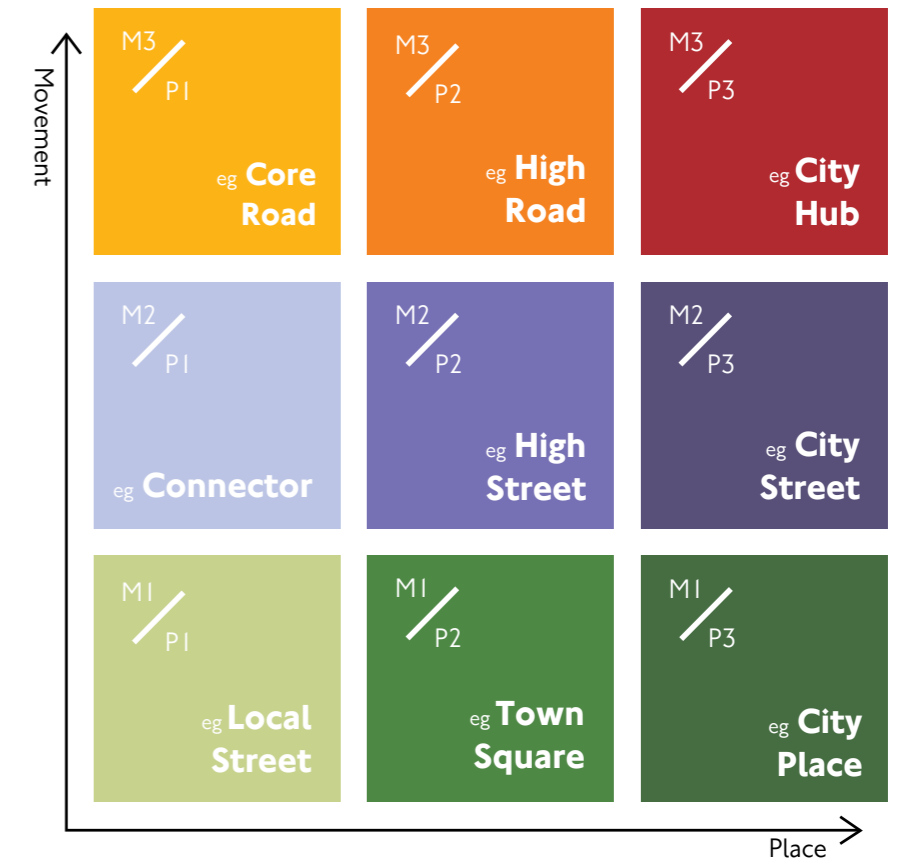 Movement
M3
P1
eg Core
Road
M3
P2
eg High
Road
M3
P3
eg City
Hub
M2
P1
eg Connector
M2
P2
eg High
Street
M2
P3
eg City
Street
M1
P1
eg Local
Street
M1
P2
eg Town
Square
M1
P3
eg City
Place
Place